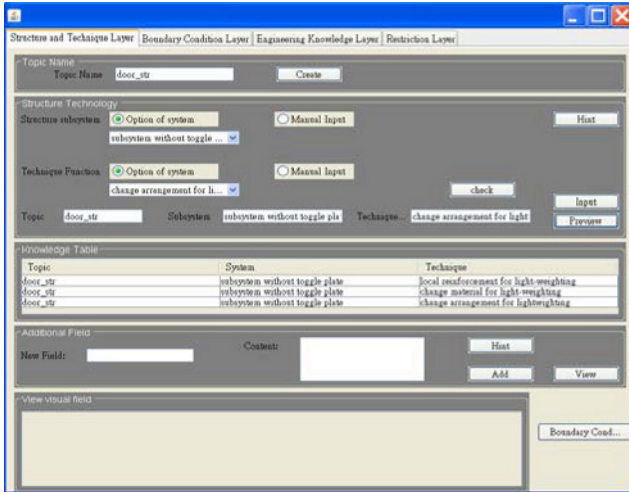 Structure and Technique Layer Boundary Condition Layer Engineering Knowledge Layer Restriction Layer
Topic Name
Topic Name door_str Create
Structure Technology
Structure subsystem Option of system Manual Input Hint
subsystem without toggle ...
Technique Function Option of system Manual Input
change arrangement for li... check
Input
Topic door_str Subsystem subsystem without toggle pla Technique... change arrangement for light
Preview
Knowledge Table
Topic System Technique
door_str subsystem without toggle plate local reinforcement for light-weighting
door_str subsystem without toggle plate change material for light-weighting
door_str subsystem without toggle plate change arrangement for lightweighting
Additional Field
New Field: Content: Hint
Add View
View visual field
Boundary Cond...